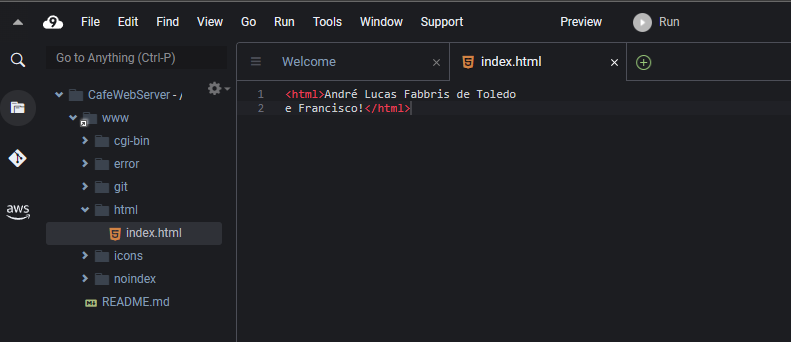 9 File Edit Find View Go Run Tools Window Support Preview Run
Go to Anything (Ctrl-P)
Welcome
index.html
CafeWebServer - /
www
cgi-bin
error
git
html
index.html
icons
noindex
README.md
aws
1 <html>André Lucas Fabbris de Toledo
2 e Francisco!</html>